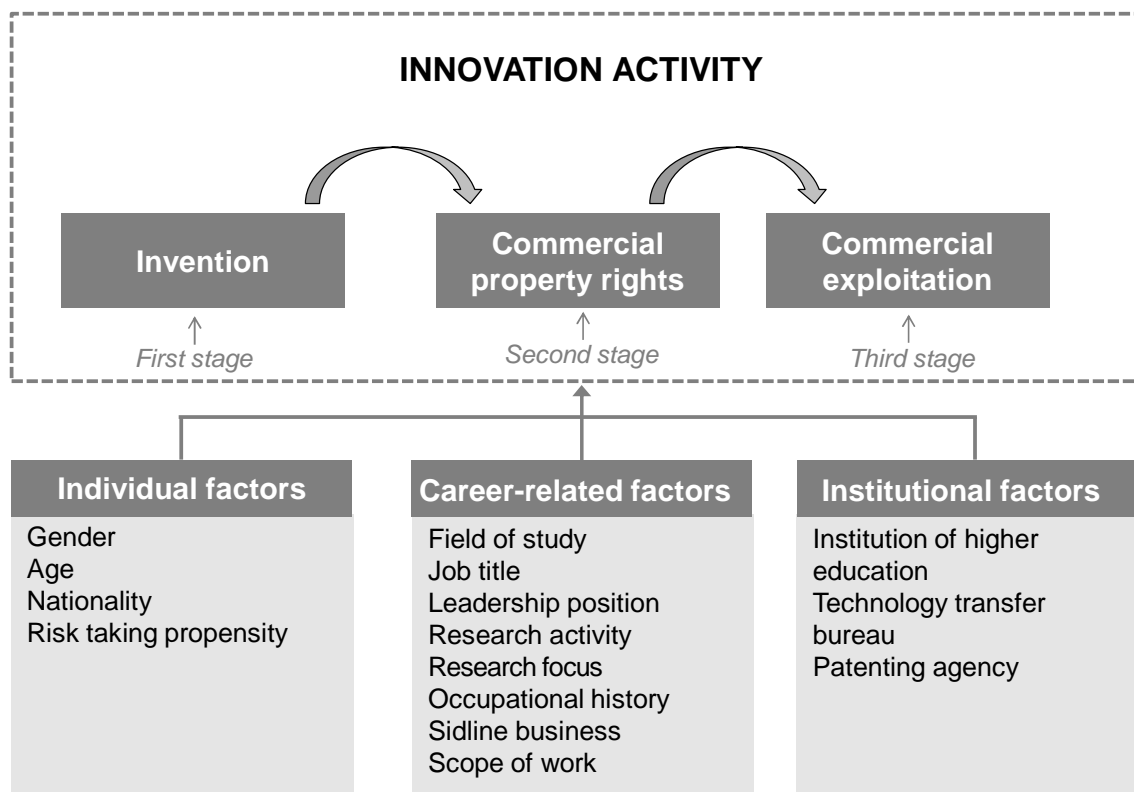 INNOVATION ACTIVITY
Invention
Commercial
property rights
Commercial
exploitation
First stage
Second stage
Third stage
Individual factors
Gender
Age
Nationality
Risk taking propensity
Career-related factors
Field of study
Job title
Leadership position
Research activity
Research focus
Occupational history
Sidline business
Scope of work
Institutional factors
Institution of higher
education
Technology transfer
bureau
Patenting agency